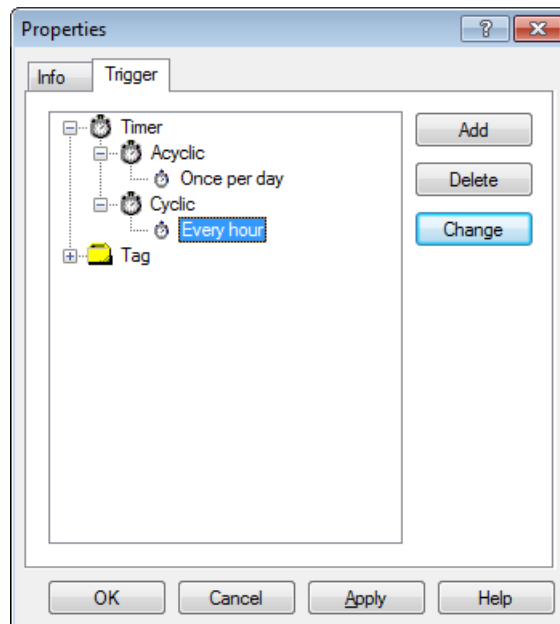 Properties
Info
Trigger
Timer
Acyclic
Once per day
Cyclic
Every hour
Tag
Add
Delete
Change
OK
Cancel
Apply
Help